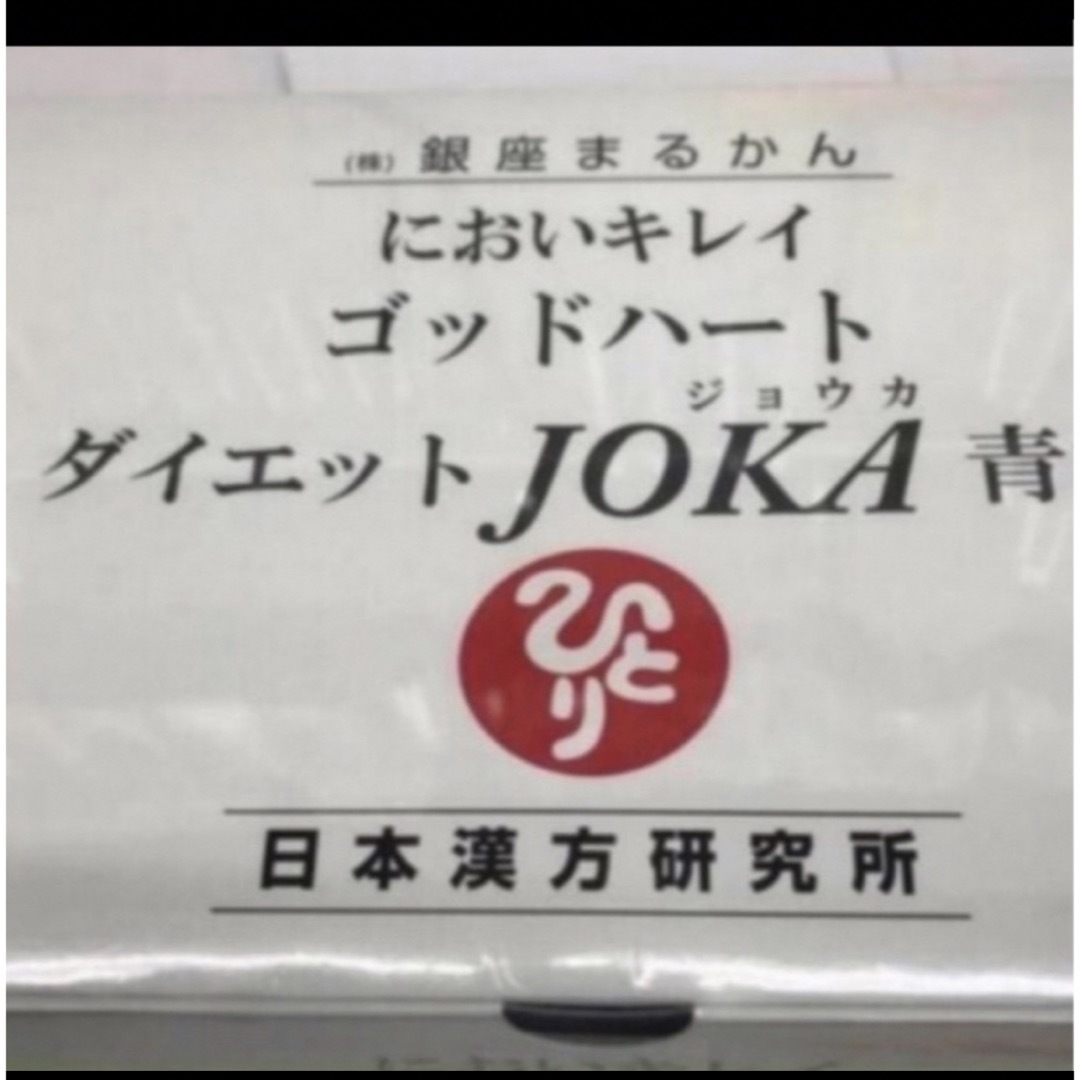 (株) 銀座まるかん
においキレイ
ゴッドハート
ジョウカ
ダイエットJOKA青
ひとり
日本漢方研究所